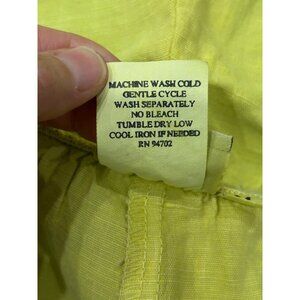 MACHINE WASH COLD
GENTLE CYCLE
WASH SEPARATELY
NO BLEACH
TUMBLE DRY LOW
COOL IRON IF NEEDED
RN 94702